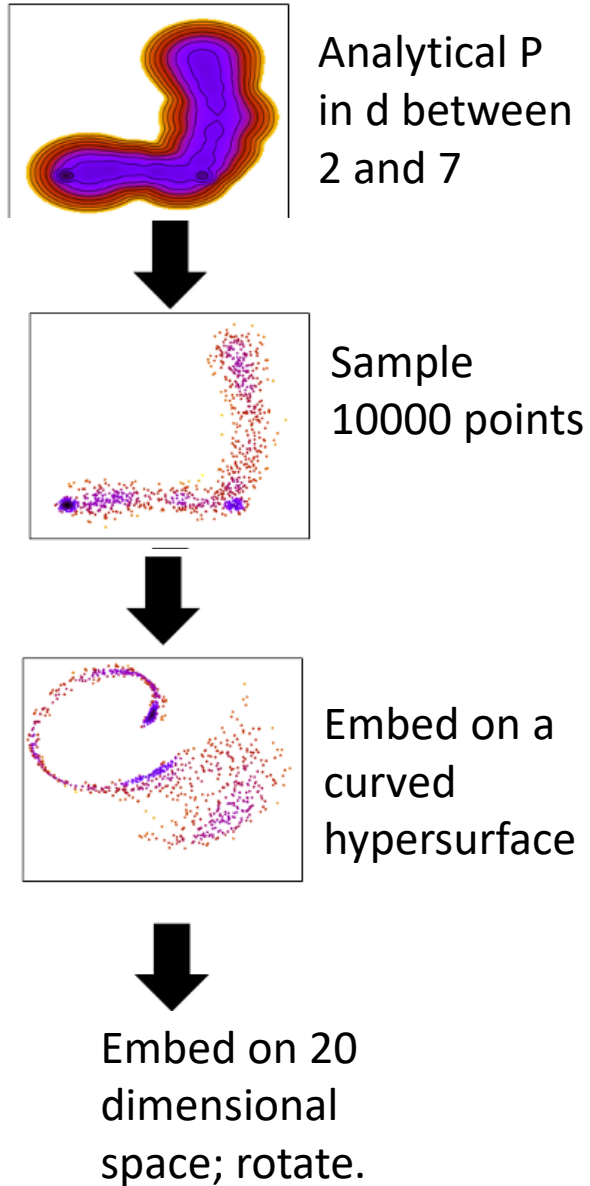 Analytical P
in d between
2 and 7
Sample
10000 points
Embed on a
curved
hypersurface
Embed on 20
dimensional
space; rotate.